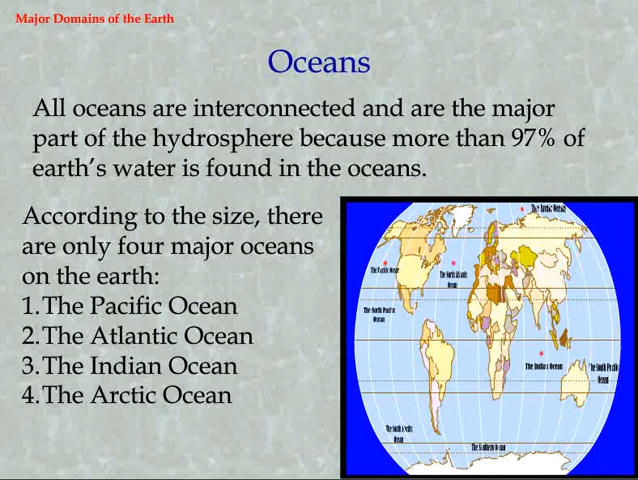 Major Domains of the Earth
Oceans
All oceans are interconnected and are the major
part of the hydrosphere because more than 97% of
earth's water is found in the oceans.
According to the size, there
are only four major oceans
on the earth:
1.The Pacific Ocean
2.The Atlantic Ocean
3.The Indian Ocean
4.The Arctic Ocean
The Arctic Ocean
The Pacific Ocean
The North Atlantic
Ocean
The North Pacific
Ocean
The Indian Ocean
The South Pacific
Ocean
The South Pacific
Ocean
The Southern Ocean